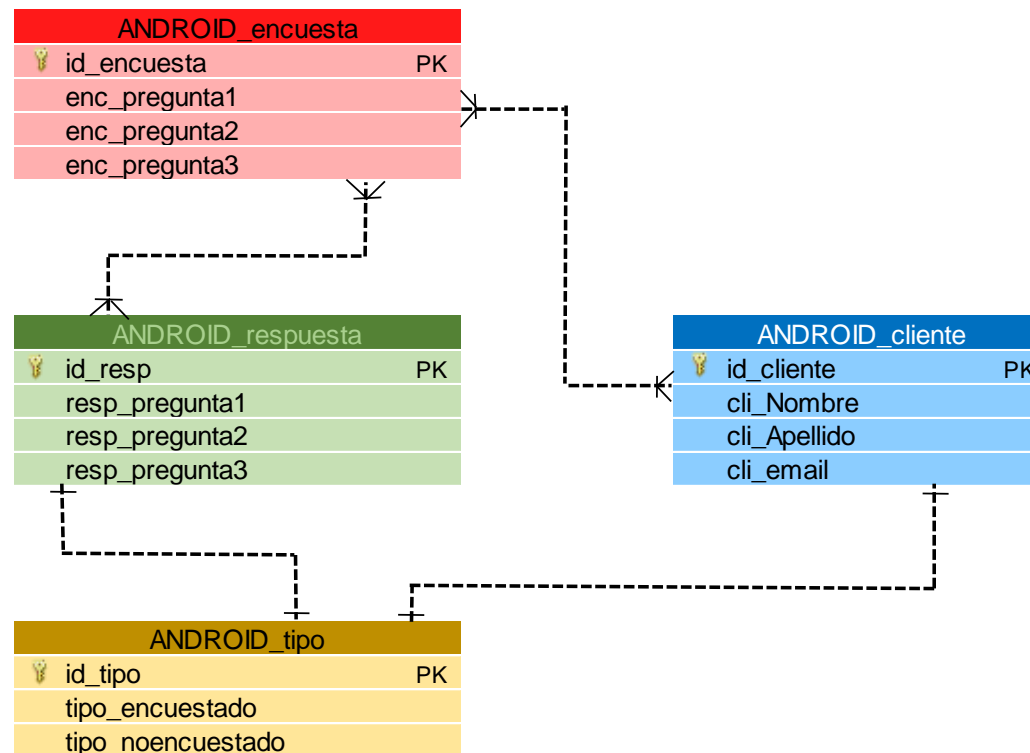 ANDROID_encuesta
id_encuesta PK
enc_pregunta1
enc_pregunta2
enc_pregunta3
ANDROID_respuesta
id_resp PK
resp_pregunta1
resp_pregunta2
resp_pregunta3
ANDROID_cliente
id_cliente PK
cli_Nombre
cli_Apellido
cli_email
ANDROID_tipo
id_tipo PK
tipo_encuestado
tipo_noencuestado